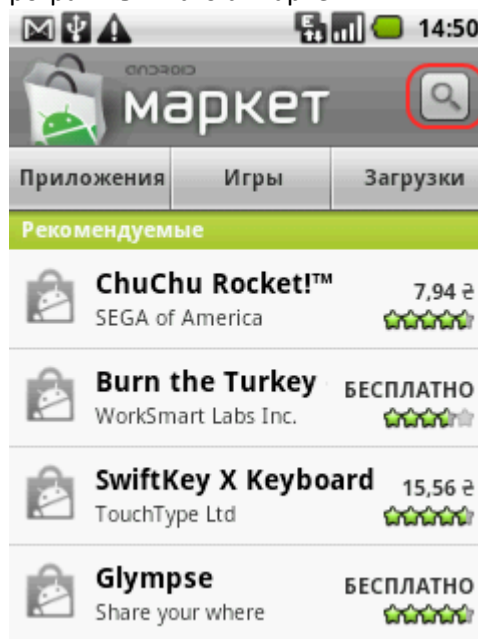 14:50
ANDROID
маркет
Приложения Игры Загрузки
Рекомендуемые
ChuChu Rocket!™ 7,94 ₴
SEGA of America
Burn the Turkey БЕСПЛАТНО
WorkSmart Labs Inc.
SwiftKey X Keyboard 15,56 ₴
TouchType Ltd
Glympse БЕСПЛАТНО
Share your where